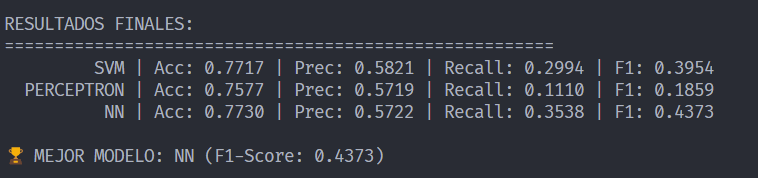 RESULTADOS FINALES:
=======================================================
SVM | Acc: 0.7717 | Prec: 0.5821 | Recall: 0.2994 | F1: 0.3954
PERCEPTRON | Acc: 0.7577 | Prec: 0.5719 | Recall: 0.1110 | F1: 0.1859
NN | Acc: 0.7730 | Prec: 0.5722 | Recall: 0.3538 | F1: 0.4373
🏆 MEJOR MODELO: NN (F1-Score: 0.4373)